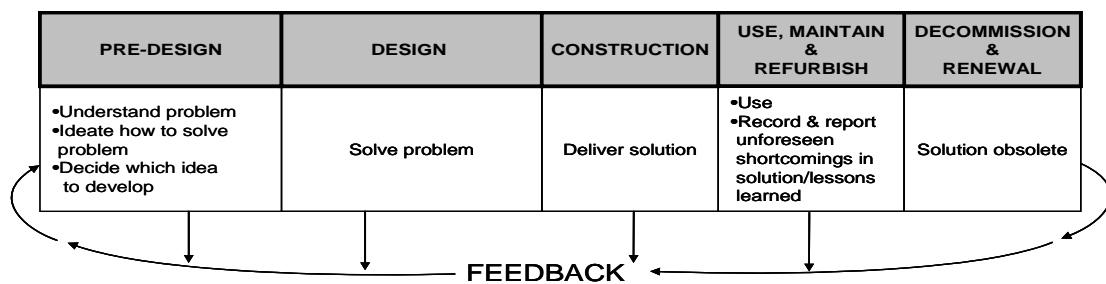 PRE-DESIGN
DESIGN
CONSTRUCTION
USE, MAINTAIN
&
REFURBISH
DECOMMISSION
&
RENEWAL
•Understand problem
•Ideate how to solve
problem
•Decide which idea
to develop
Solve problem
Deliver solution
•Use
•Record & report
unforeseen
shortcomings in
solution/lessons
learned
Solution obsolete
FEEDBACK